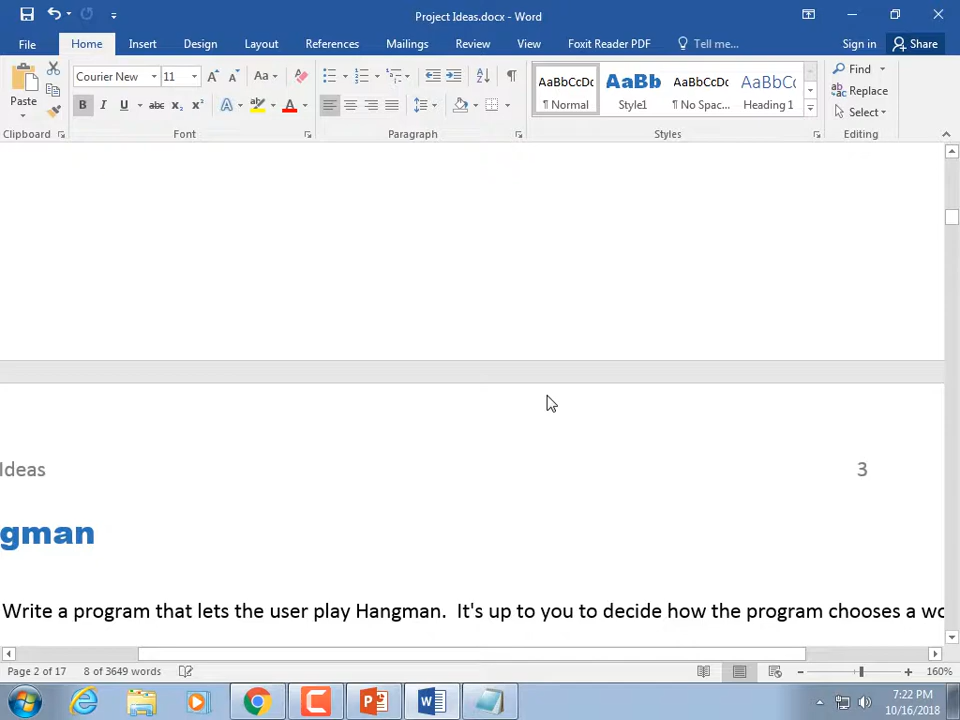 Project Ideas.docx - Word
File Home Insert Design Layout References Mailings Review View Foxit Reader PDF Tell me... Sign in Share
Courier New 11 Aa AaBbCcDc AaBb AaBbCcDc AaBbCc Find
Paste Replace
B I U abc x₂ x² A A ¶ Normal Style1 ¶ No Spac... Heading 1 Select
Clipboard Font Paragraph Styles Editing
Ideas 3
gman
Write a program that lets the user play Hangman.  It's up to you to decide how the program chooses a wo
Page 2 of 17 8 of 3649 words 160%
7:22 PM
10/16/2018